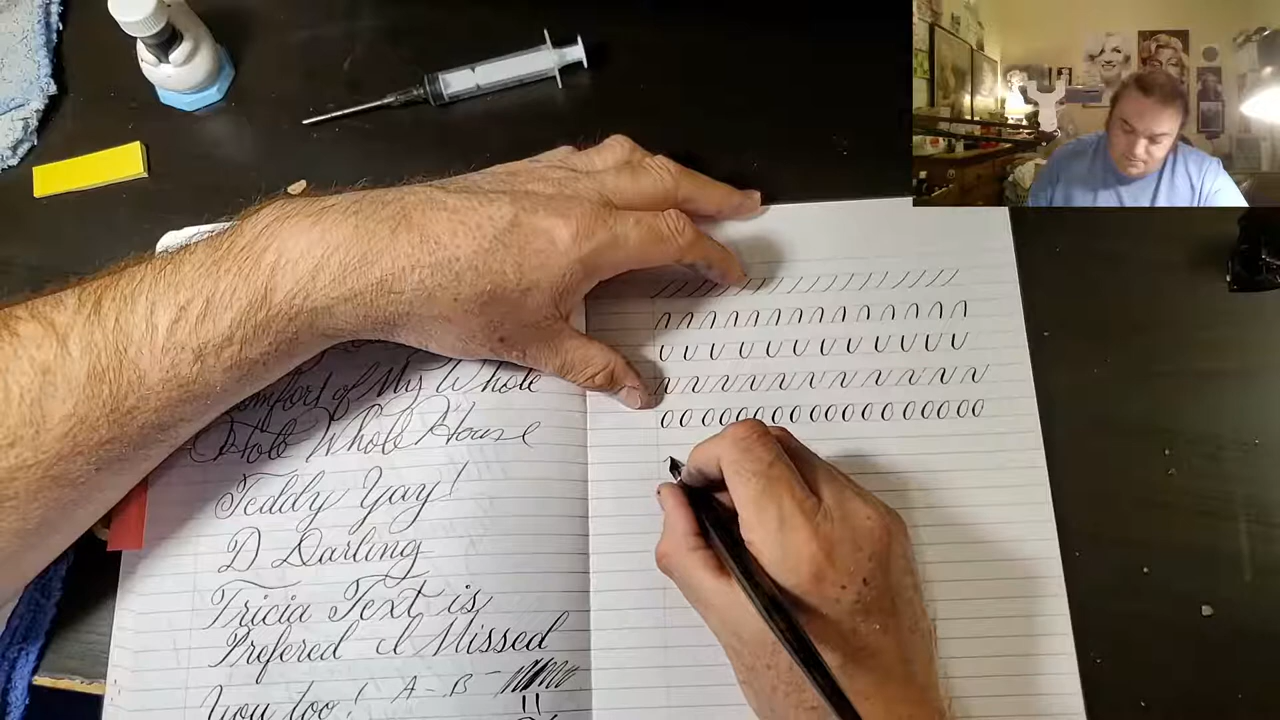 Comfort of My Whole
Hole Whole House
Teddy Yay!
D Darling
Tricia Text is
Prefered I Missed
You too! A-B-